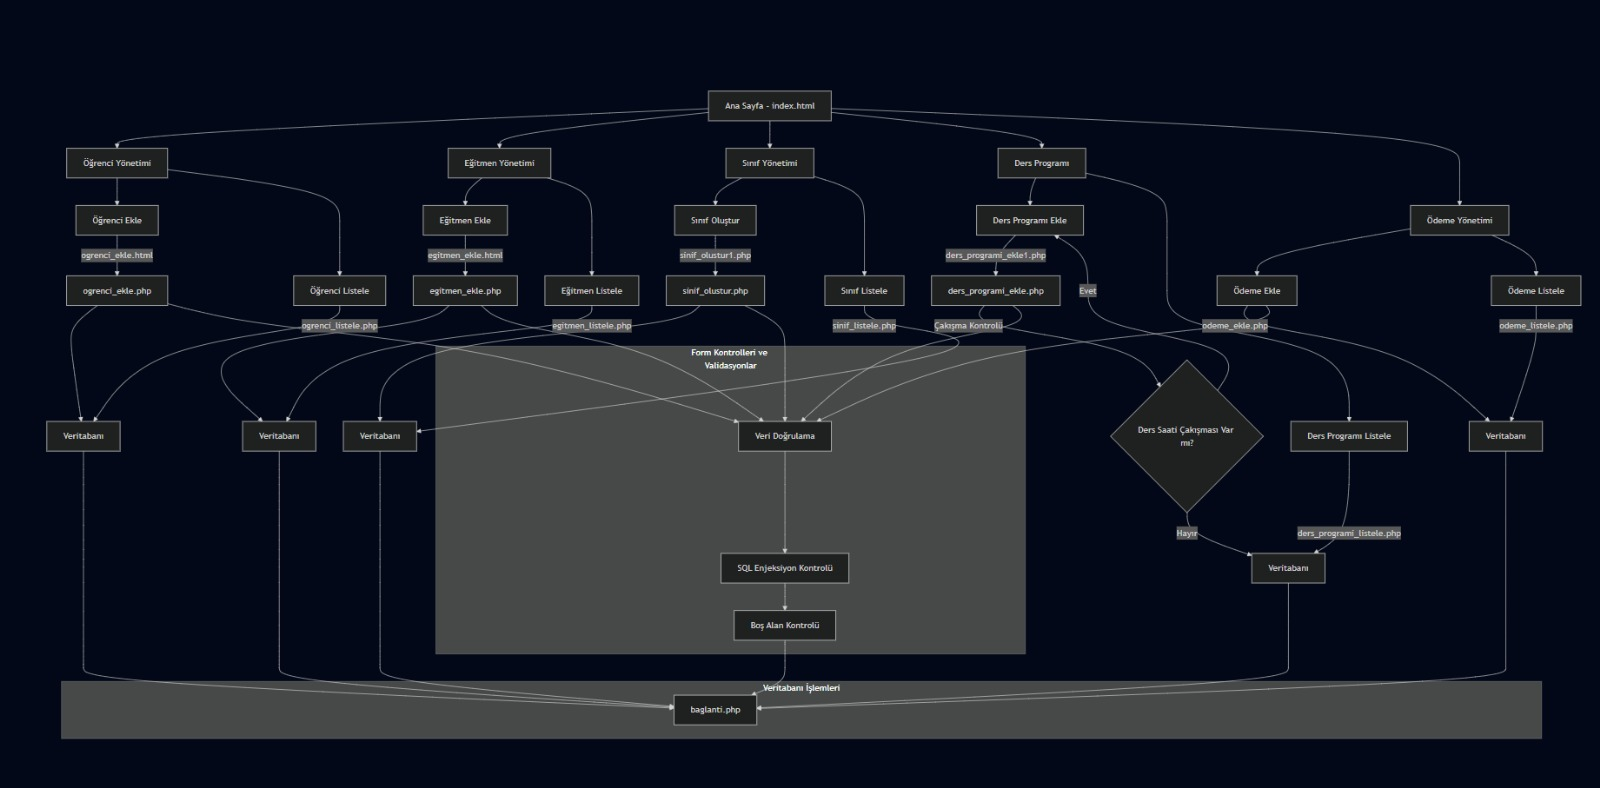 Ana Sayfa - index.html
Öğrenci Yönetimi
Eğitmen Yönetimi
Sınıf Yönetimi
Ders Programı
Öğrenci Ekle
Eğitmen Ekle
Sınıf Oluştur
Ders Programı Ekle
Ödeme Yönetimi
ogrenci_ekle.html
egitmen_ekle.html
sinif_olustur1.php
ders_programi_ekle1.php
ogrenci_ekle.php
Öğrenci Listele
egitmen_ekle.php
Eğitmen Listele
sinif_olustur.php
Sınıf Listele
ders_programi_ekle.php
Evet
Ödeme Ekle
Ödeme Listele
ogrenci_listele.php
egitmen_listele.php
sinif_listele.php
Çakışma Kontrolü
odeme_ekle.php
odeme_listele.php
Form Kontrolleri ve
Validasyonlar
Veritabanı
Veritabanı
Veritabanı
Veri Doğrulama
Ders Saati Çakışması Var
mı?
Ders Programı Listele
Veritabanı
Hayır
ders_programi_listele.php
SQL Enjeksiyon Kontrolü
Veritabanı
Boş Alan Kontrolü
Veritabanı İşlemleri
baglanti.php